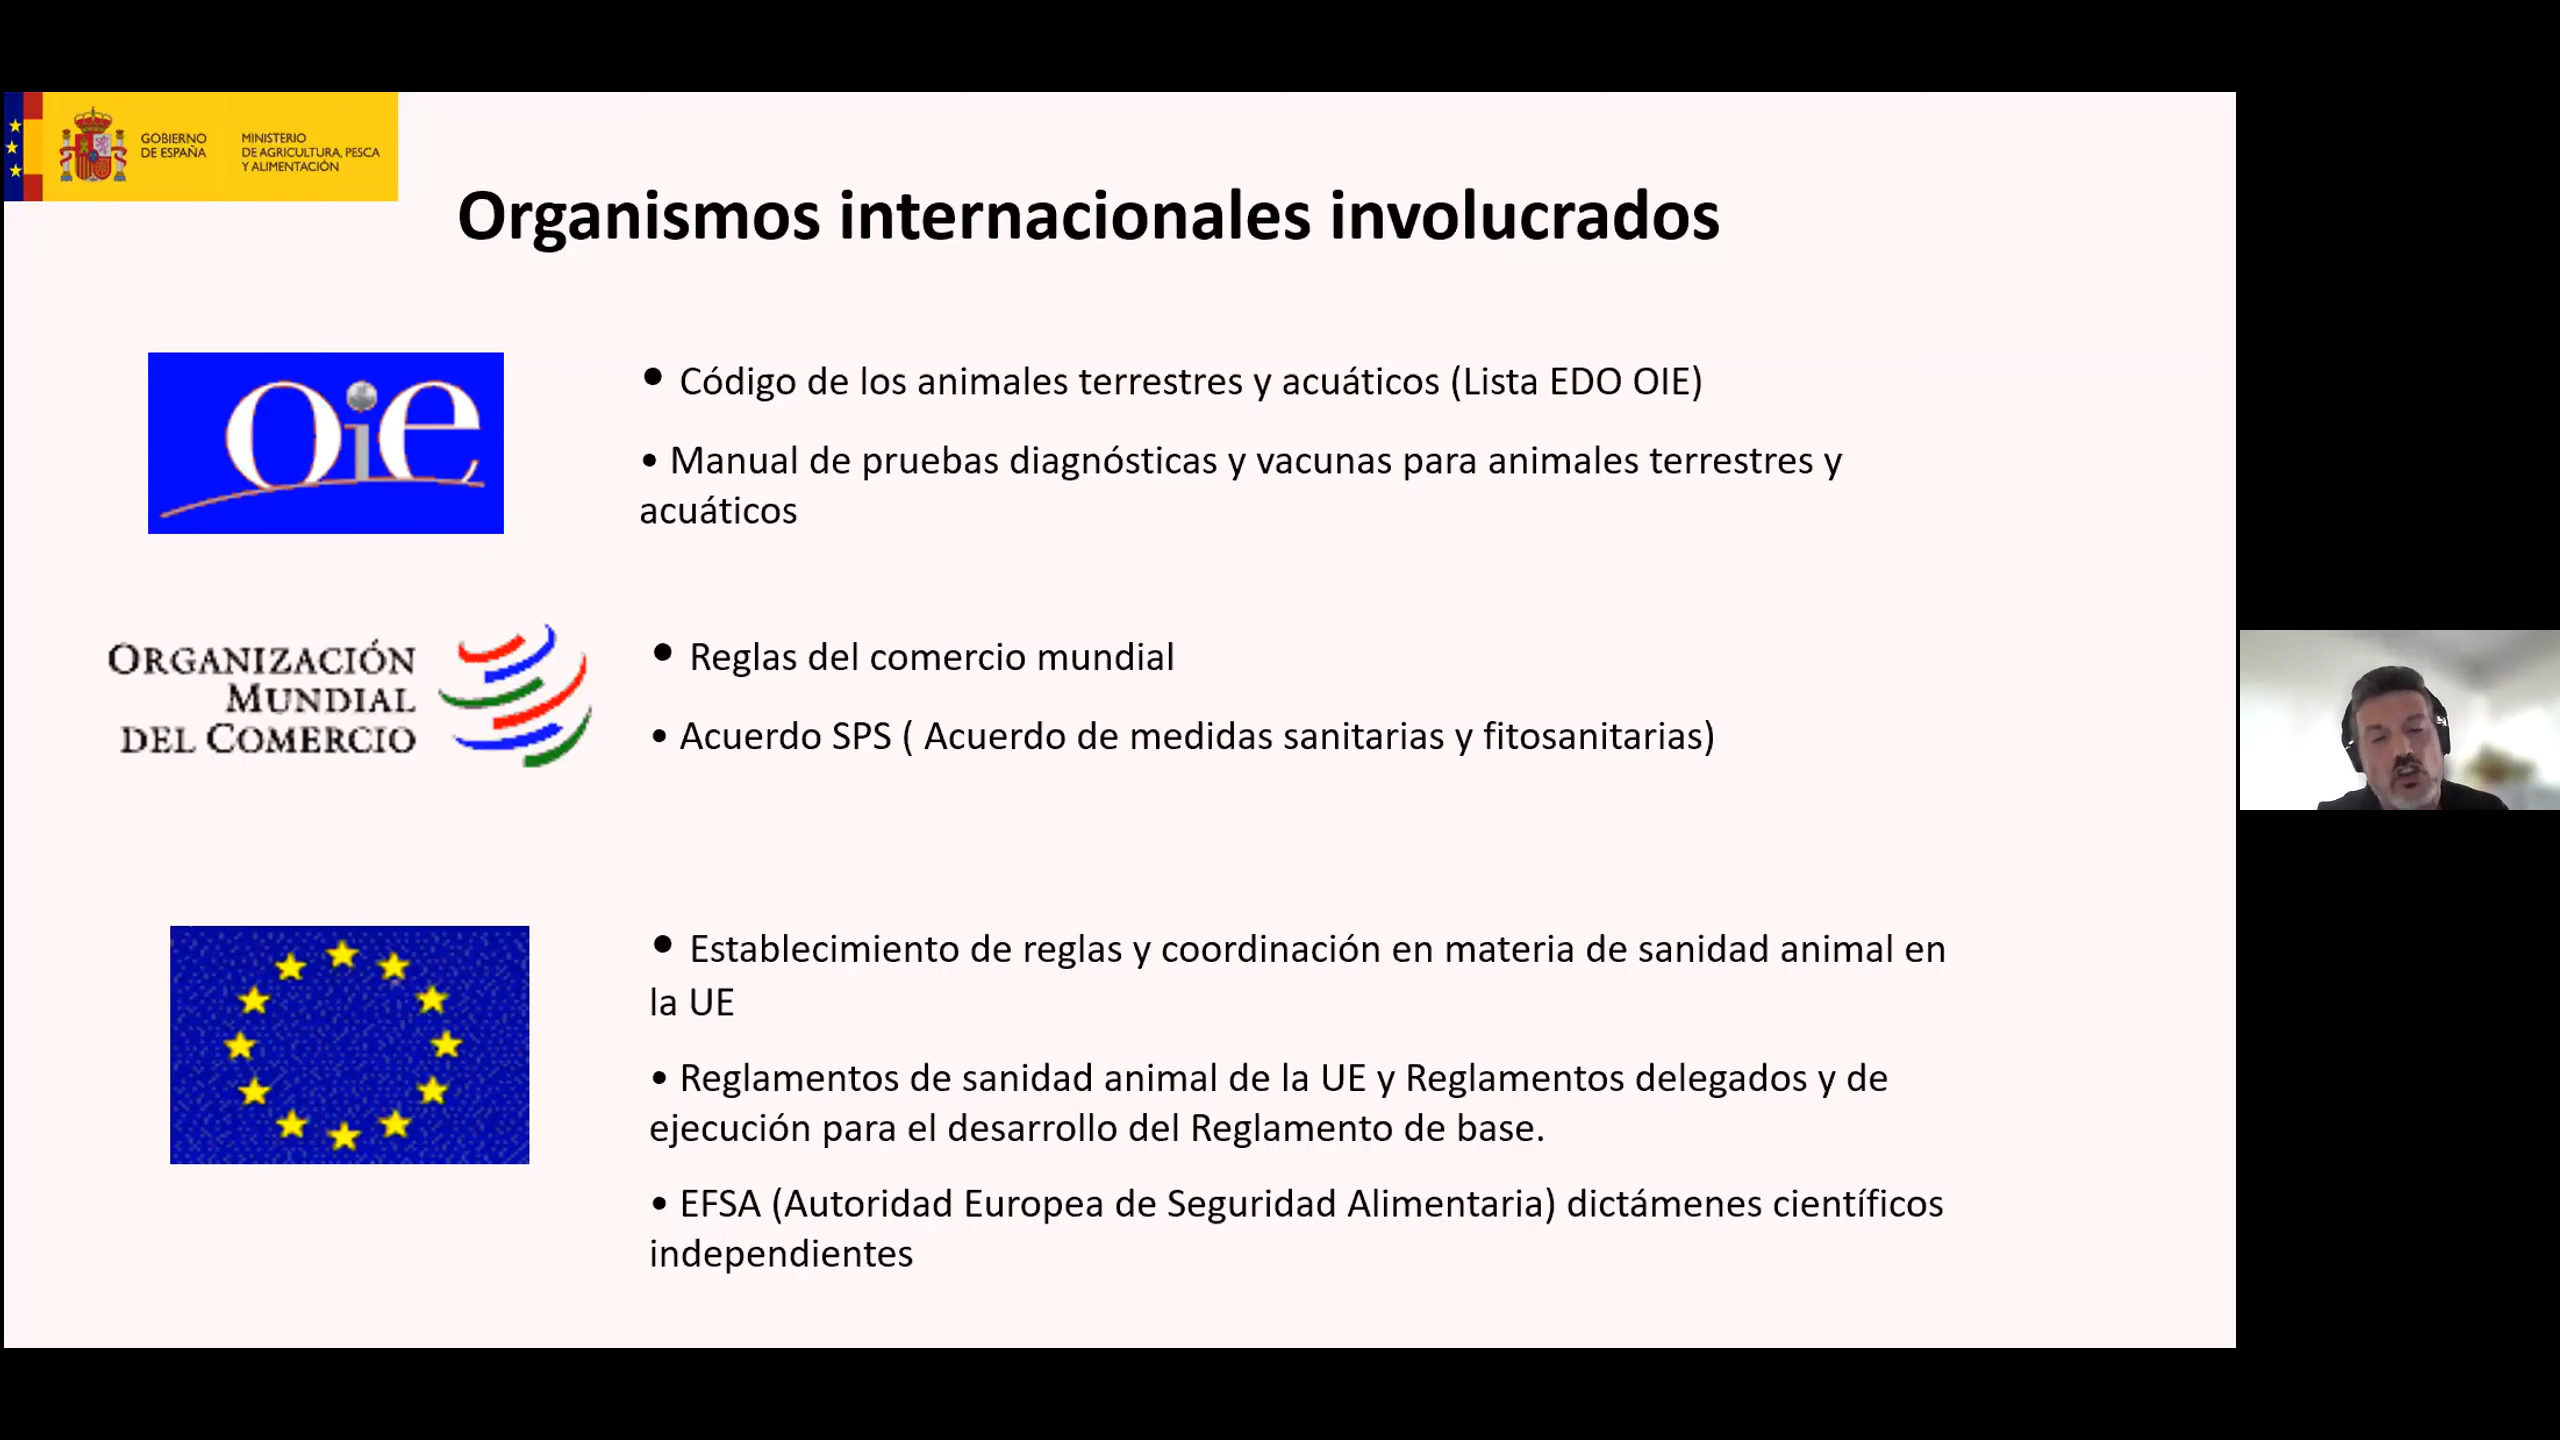 GOBIERNO
DE ESPAÑA
MINISTERIO
DE AGRICULTURA, PESCA
Y ALIMENTACIÓN
Organismos internacionales involucrados
Oie
• Código de los animales terrestres y acuáticos (Lista EDO OIE)
• Manual de pruebas diagnósticas y vacunas para animales terrestres y
acuáticos
ORGANIZACIÓN
MUNDIAL
DEL COMERCIO
• Reglas del comercio mundial
• Acuerdo SPS ( Acuerdo de medidas sanitarias y fitosanitarias)
• Establecimiento de reglas y coordinación en materia de sanidad animal en
la UE
• Reglamentos de sanidad animal de la UE y Reglamentos delegados y de
ejecución para el desarrollo del Reglamento de base.
• EFSA (Autoridad Europea de Seguridad Alimentaria) dictámenes científicos
independientes